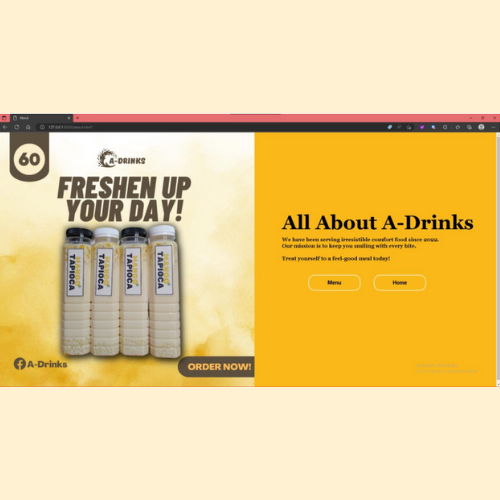 60
A-DRINKS
FRESHEN UP
YOUR DAY!
TAPIOCA
TAPIOCA
TAPIOCA
TAPIOCA
A-Drinks
ORDER NOW!
All About A-Drinks
We have been serving irresistible comfort food since 2022.
Our mission is to keep you smiling with every bite.
Treat yourself to a feel-good meal today!
Menu
Home